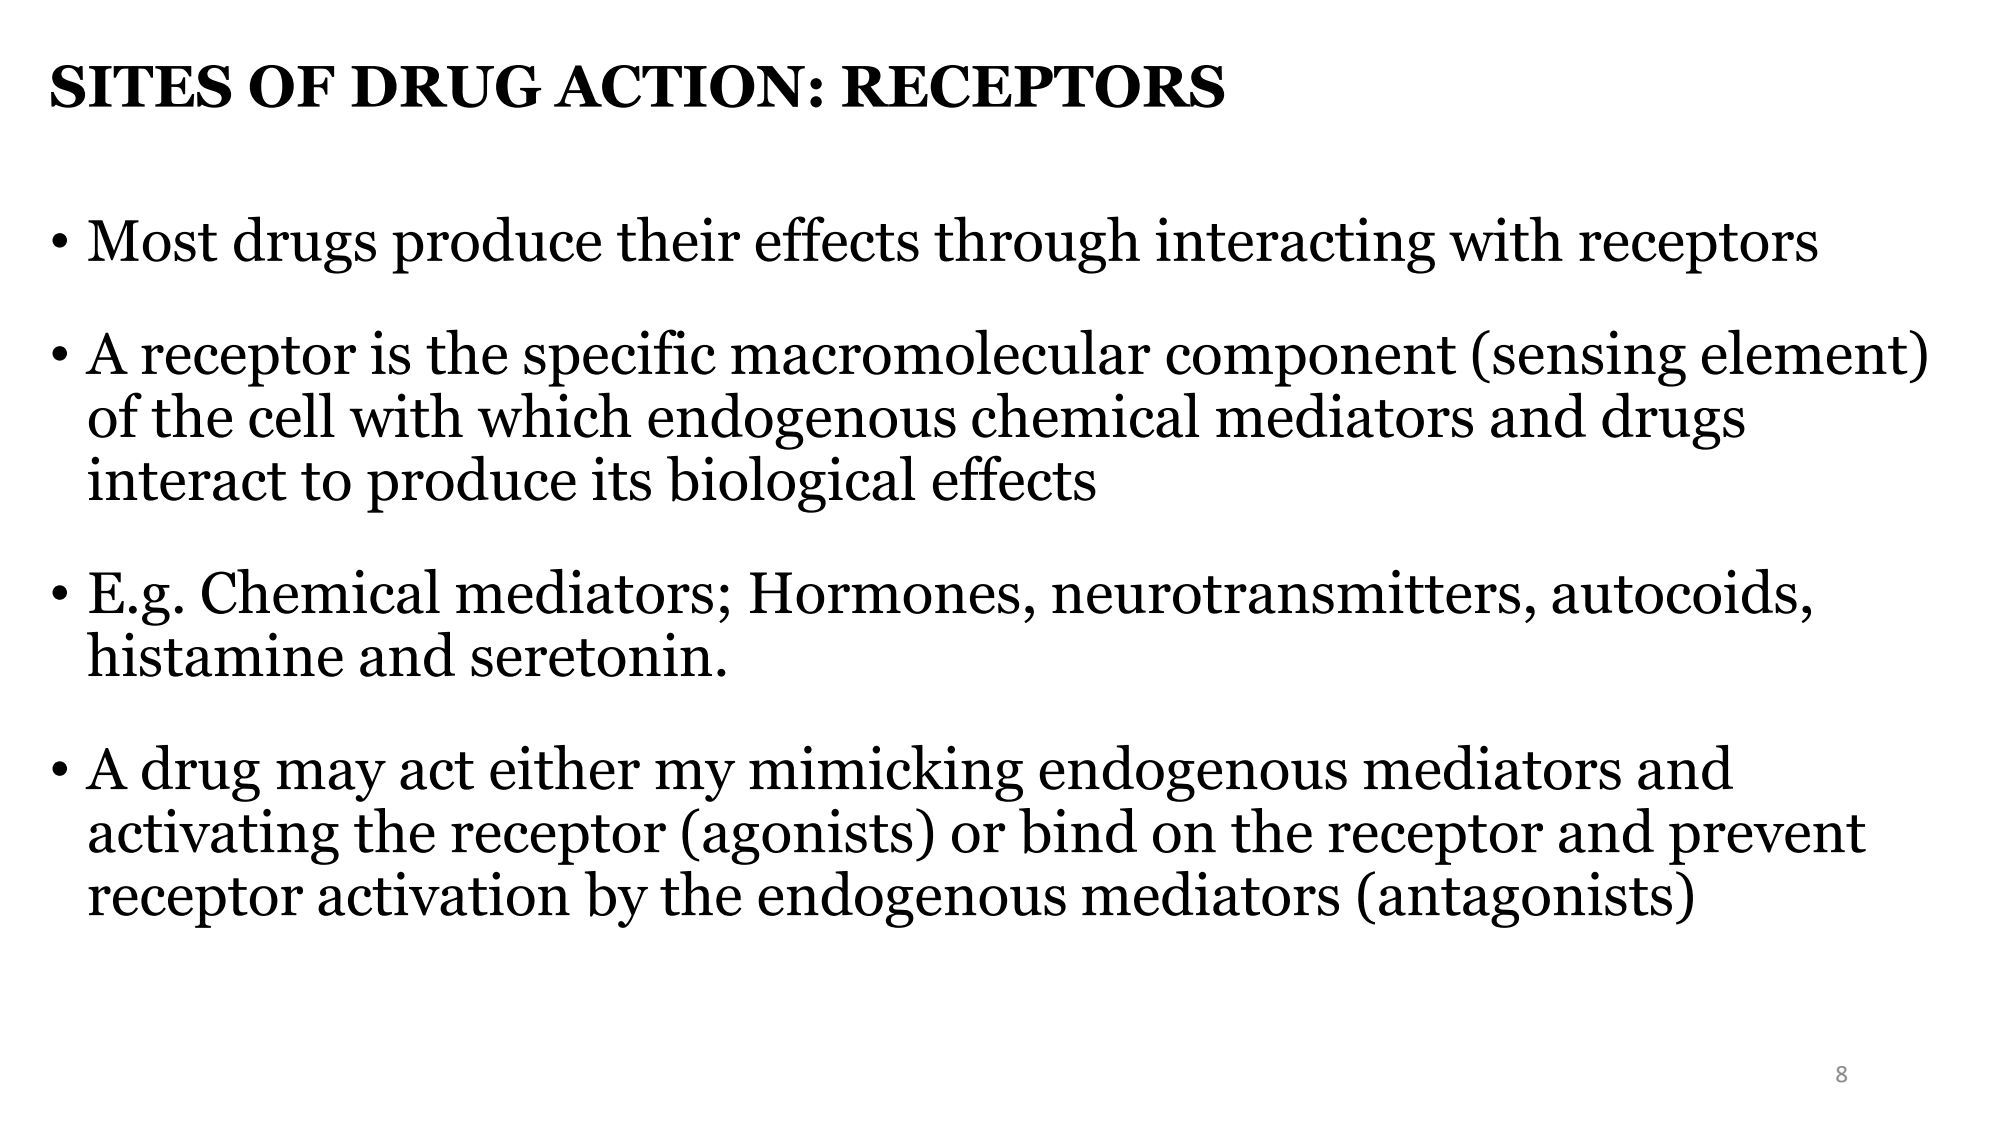 SITES OF DRUG ACTION: RECEPTORS
• Most drugs produce their effects through interacting with receptors
• A receptor is the specific macromolecular component (sensing element)
of the cell with which endogenous chemical mediators and drugs
interact to produce its biological effects
• E.g. Chemical mediators; Hormones, neurotransmitters, autocoids,
histamine and seretonin.
• A drug may act either my mimicking endogenous mediators and
activating the receptor (agonists) or bind on the receptor and prevent
receptor activation by the endogenous mediators (antagonists)
8